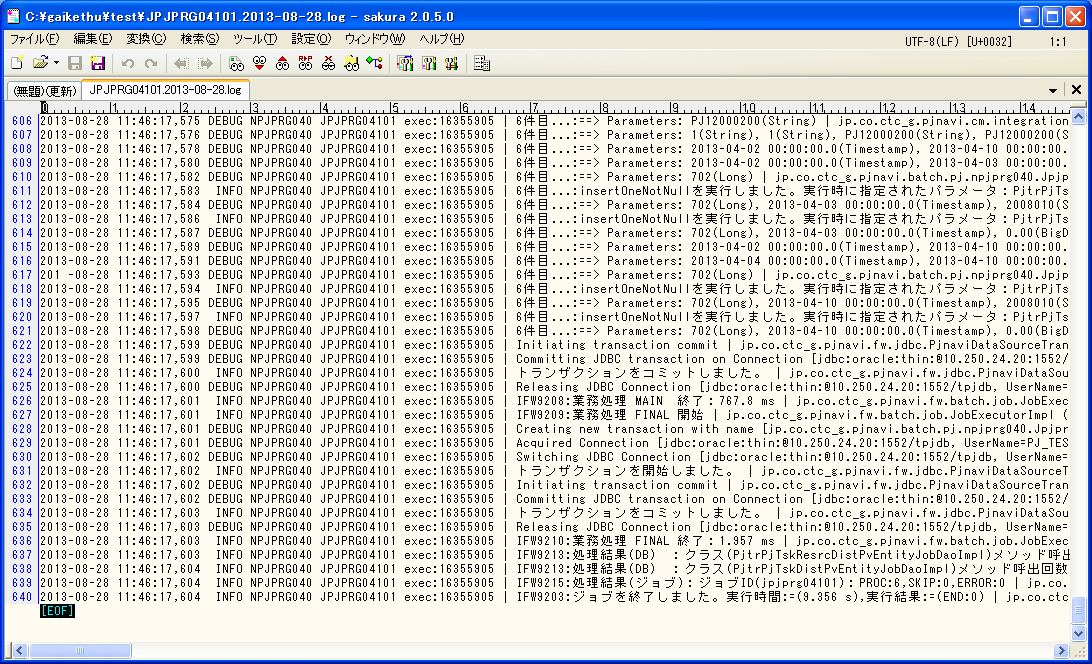 C:¥gaikethu¥test¥JPJPRG04101.2013-08-28.log - sakura 2.0.5.0
ファイル(F) 編集(E) 変換(C) 検索(S) ツール(T) 設定(O) ウィンドウ(W) ヘルプ(H) UTF-8(LF) [U+0032] 1:1
(無題)(更新) JPJPRG04101.2013-08-28.log
0 1 2 3 4 5 6 7 8 9 10 11 12 13 14
606 2013-08-28 11:46:17,575 DEBUG NPJPRG040 JPJPRG04101 exec:16355905 | 6件目...:==> Parameters: PJ12000200(String) | jp.co.ctc_g.pjnavi.cm.integration
607 2013-08-28 11:46:17,576 DEBUG NPJPRG040 JPJPRG04101 exec:16355905 | 6件目...:==> Parameters: 1(String), 1(String), PJ12000200(String), PJ12000200(S
608 2013-08-28 11:46:17,578 DEBUG NPJPRG040 JPJPRG04101 exec:16355905 | 6件目...:==> Parameters: 2013-04-02 00:00:00.0(Timestamp), 2013-04-10 00:00:00.
609 2013-08-28 11:46:17,580 DEBUG NPJPRG040 JPJPRG04101 exec:16355905 | 6件目...:==> Parameters: 2013-04-02 00:00:00.0(Timestamp), 2013-04-03 00:00:00.
610 2013-08-28 11:46:17,582 DEBUG NPJPRG040 JPJPRG04101 exec:16355905 | 6件目...:==> Parameters: 702(Long) | jp.co.ctc_g.pjnavi.batch.pj.npjprg040.Jpjp
611 2013-08-28 11:46:17,583 INFO NPJPRG040 JPJPRG04101 exec:16355905 | 6件目...:insertOneNotNullを実行しました。実行時に指定されたパラメータ:PjtrPjTs
612 2013-08-28 11:46:17,584 DEBUG NPJPRG040 JPJPRG04101 exec:16355905 | 6件目...:==> Parameters: 702(Long), 2013-04-03 00:00:00.0(Timestamp), 2008010(S
613 2013-08-28 11:46:17,586 INFO NPJPRG040 JPJPRG04101 exec:16355905 | 6件目...:insertOneNotNullを実行しました。実行時に指定されたパラメータ:PjtrPjTs
614 2013-08-28 11:46:17,587 DEBUG NPJPRG040 JPJPRG04101 exec:16355905 | 6件目...:==> Parameters: 702(Long), 2013-04-03 00:00:00.0(Timestamp), 0.00(BigD
615 2013-08-28 11:46:17,589 DEBUG NPJPRG040 JPJPRG04101 exec:16355905 | 6件目...:==> Parameters: 2013-04-02 00:00:00.0(Timestamp), 2013-04-10 00:00:00.
616 2013-08-28 11:46:17,591 DEBUG NPJPRG040 JPJPRG04101 exec:16355905 | 6件目...:==> Parameters: 2013-04-04 00:00:00.0(Timestamp), 2013-04-10 00:00:00.
617 201 -08-28 11:46:17,593 DEBUG NPJPRG040 JPJPRG04101 exec:16355905 | 6件目...:==> Parameters: 702(Long) | jp.co.ctc_g.pjnavi.batch.pj.npjprg040.Jpjp
618 2013-08-28 11:46:17,594 INFO NPJPRG040 JPJPRG04101 exec:16355905 | 6件目...:insertOneNotNullを実行しました。実行時に指定されたパラメータ:PjtrPjTs
619 2013-08-28 11:46:17,595 DEBUG NPJPRG040 JPJPRG04101 exec:16355905 | 6件目...:==> Parameters: 702(Long), 2013-04-10 00:00:00.0(Timestamp), 2008010(S
620 2013-08-28 11:46:17,597 INFO NPJPRG040 JPJPRG04101 exec:16355905 | 6件目...:insertOneNotNullを実行しました。実行時に指定されたパラメータ:PjtrPjTs
621 2013-08-28 11:46:17,598 DEBUG NPJPRG040 JPJPRG04101 exec:16355905 | 6件目...:==> Parameters: 702(Long), 2013-04-10 00:00:00.0(Timestamp), 0.00(BigD
622 2013-08-28 11:46:17,599 DEBUG NPJPRG040 JPJPRG04101 exec:16355905 | Initiating transaction commit | jp.co.ctc_g.pjnavi.fw.jdbc.PjnaviDataSourceTran
623 2013-08-28 11:46:17,599 DEBUG NPJPRG040 JPJPRG04101 exec:16355905 | Committing JDBC transaction on Connection [jdbc:oracle:thin:@10.250.24.20:1552/
624 2013-08-28 11:46:17,600 INFO NPJPRG040 JPJPRG04101 exec:16355905 | トランザクションをコミットしました。 | jp.co.ctc_g.pjnavi.fw.jdbc.PjnaviDataSou
625 2013-08-28 11:46:17,600 DEBUG NPJPRG040 JPJPRG04101 exec:16355905 | Releasing JDBC Connection [jdbc:oracle:thin:@10.250.24.20:1552/tpjdb, UserName=
626 2013-08-28 11:46:17,601 INFO NPJPRG040 JPJPRG04101 exec:16355905 | IFW9208:業務処理 MAIN 終了:767.8 ms | jp.co.ctc_g.pjnavi.fw.batch.job.JobExec
627 2013-08-28 11:46:17,601 INFO NPJPRG040 JPJPRG04101 exec:16355905 | IFW9209:業務処理 FINAL 開始 | jp.co.ctc_g.pjnavi.fw.batch.job.JobExecutorImpl (
628 2013-08-28 11:46:17,601 DEBUG NPJPRG040 JPJPRG04101 exec:16355905 | Creating new transaction with name [jp.co.ctc_g.pjnavi.batch.pj.npjprg040.Jpjpr
629 2013-08-28 11:46:17,601 DEBUG NPJPRG040 JPJPRG04101 exec:16355905 | Acquired Connection [jdbc:oracle:thin:@10.250.24.20:1552/tpjdb, UserName=PJ_TES
630 2013-08-28 11:46:17,602 DEBUG NPJPRG040 JPJPRG04101 exec:16355905 | Switching JDBC Connection [jdbc:oracle:thin:@10.250.24.20:1552/tpjdb, UserName=
631 2013-08-28 11:46:17,602 INFO NPJPRG040 JPJPRG04101 exec:16355905 | トランザクションを開始しました。 | jp.co.ctc_g.pjnavi.fw.jdbc.PjnaviDataSourceT
632 2013-08-28 11:46:17,602 DEBUG NPJPRG040 JPJPRG04101 exec:16355905 | Initiating transaction commit | jp.co.ctc_g.pjnavi.fw.jdbc.PjnaviDataSourceTran
633 2013-08-28 11:46:17,602 DEBUG NPJPRG040 JPJPRG04101 exec:16355905 | Committing JDBC transaction on Connection [jdbc:oracle:thin:@10.250.24.20:1552/
634 2013-08-28 11:46:17,603 INFO NPJPRG040 JPJPRG04101 exec:16355905 | トランザクションをコミットしました。 | jp.co.ctc_g.pjnavi.fw.jdbc.PjnaviDataSou
635 2013-08-28 11:46:17,603 DEBUG NPJPRG040 JPJPRG04101 exec:16355905 | Releasing JDBC Connection [jdbc:oracle:thin:@10.250.24.20:1552/tpjdb, UserName=
636 2013-08-28 11:46:17,603 INFO NPJPRG040 JPJPRG04101 exec:16355905 | IFW9210:業務処理 FINAL 終了:1.957 ms | jp.co.ctc_g.pjnavi.fw.batch.job.JobExec
637 2013-08-28 11:46:17,603 INFO NPJPRG040 JPJPRG04101 exec:16355905 | IFW9213:処理結果(DB) :クラス(PjtrPjTskResrcDistPvEntityJobDaoImpl)メソッド呼出
638 2013-08-28 11:46:17,604 INFO NPJPRG040 JPJPRG04101 exec:16355905 | IFW9213:処理結果(DB) :クラス(PjtrPjTskDistPvEntityJobDaoImpl)メソッド呼出回数
639 2013-08-28 11:46:17,604 INFO NPJPRG040 JPJPRG04101 exec:16355905 | IFW9215:処理結果(ジョブ):ジョブID(jpjprg04101):PROC:6,SKIP:0,ERROR:0 | jp.co.
640 2013-08-28 11:46:17,604 INFO NPJPRG040 JPJPRG04101 exec:16355905 | IFW9203:ジョブを終了しました。実行時間:=(9.356 s),実行結果:=(END:0) | jp.co.ctc
[EOF]